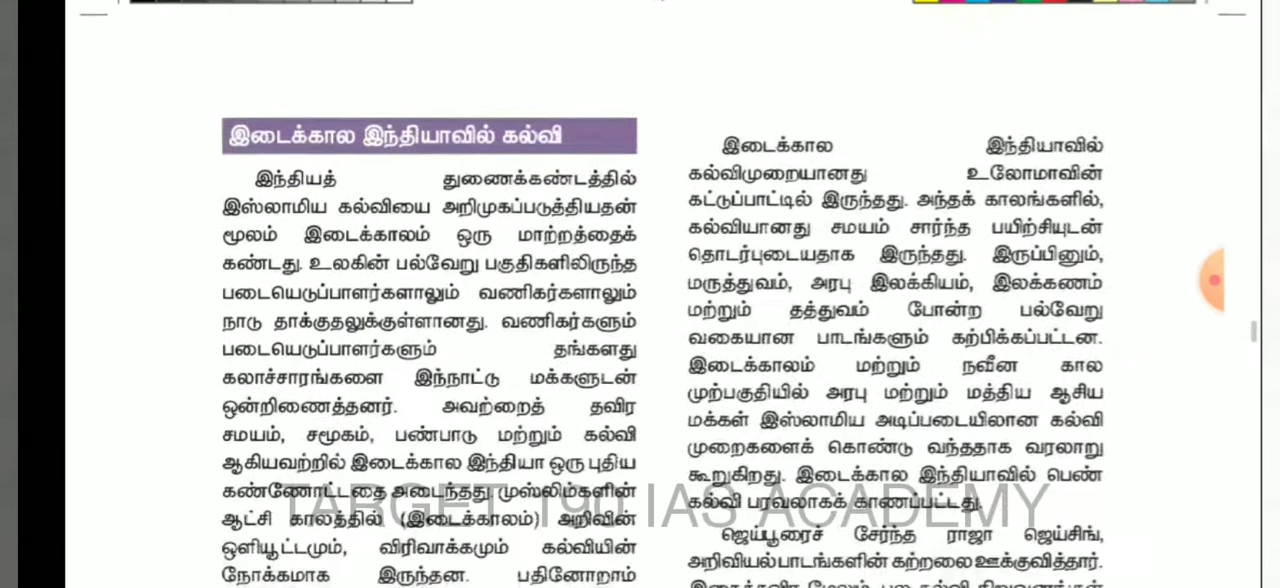 இடைக்கால இந்தியாவில் கல்வி
இந்தியத் துணைக்கண்டத்தில்
இஸ்லாமிய கல்வியை அறிமுகப்படுத்தியதன்
மூலம் இடைக்காலம் ஒரு மாற்றத்தைக்
கண்டது. உலகின் பல்வேறு பகுதிகளிலிருந்த
படையெடுப்பாளர்களாலும் வணிகர்களாலும்
நாடு தாக்குதலுக்குள்ளானது. வணிகர்களும்
படையெடுப்பாளர்களும் தங்களது
கலாச்சாரங்களை இந்நாட்டு மக்களுடன்
ஒன்றிணைத்தனர். அவற்றைத் தவிர
சமயம், சமூகம், பண்பாடு மற்றும் கல்வி
ஆகியவற்றில் இடைக்கால இந்தியா ஒரு புதிய
கண்ணோட்டதை அடைந்தது. முஸ்லிம்களின்
ஆட்சி காலத்தில் (இடைக்காலம்) அறிவின்
ஒளியூட்டமும், விரிவாக்கமும் கல்வியின்
நோக்கமாக இருந்தன. பதினோறாம்
இடைக்கால இந்தியாவில்
கல்விமுறையானது உலோமாவின்
கட்டுப்பாட்டில் இருந்தது. அந்தக் காலங்களில்,
கல்வியானது சமயம் சார்ந்த பயிற்சியுடன்
தொடர்புடையதாக இருந்தது. இருப்பினும்,
மருத்துவம், அரபு இலக்கியம், இலக்கணம்
மற்றும் தத்துவம் போன்ற பல்வேறு
வகையான பாடங்களும் கற்பிக்கப்பட்டன.
இடைக்காலம் மற்றும் நவீன கால
முற்பகுதியில் அரபு மற்றும் மத்திய ஆசிய
மக்கள் இஸ்லாமிய அடிப்படையிலான கல்வி
முறைகளைக் கொண்டு வந்ததாக வரலாறு
கூறுகிறது. இடைக்கால இந்தியாவில் பெண்
கல்வி பரவலாகக் காணப்பட்டது.
ஜெய்பூரைச் சேர்ந்த ராஜா ஜெய்சிங்,
அறிவியல்பாடங்களின் கற்றலை ஊக்குவித்தார்.
TARGET 190 IAS ACADEMY